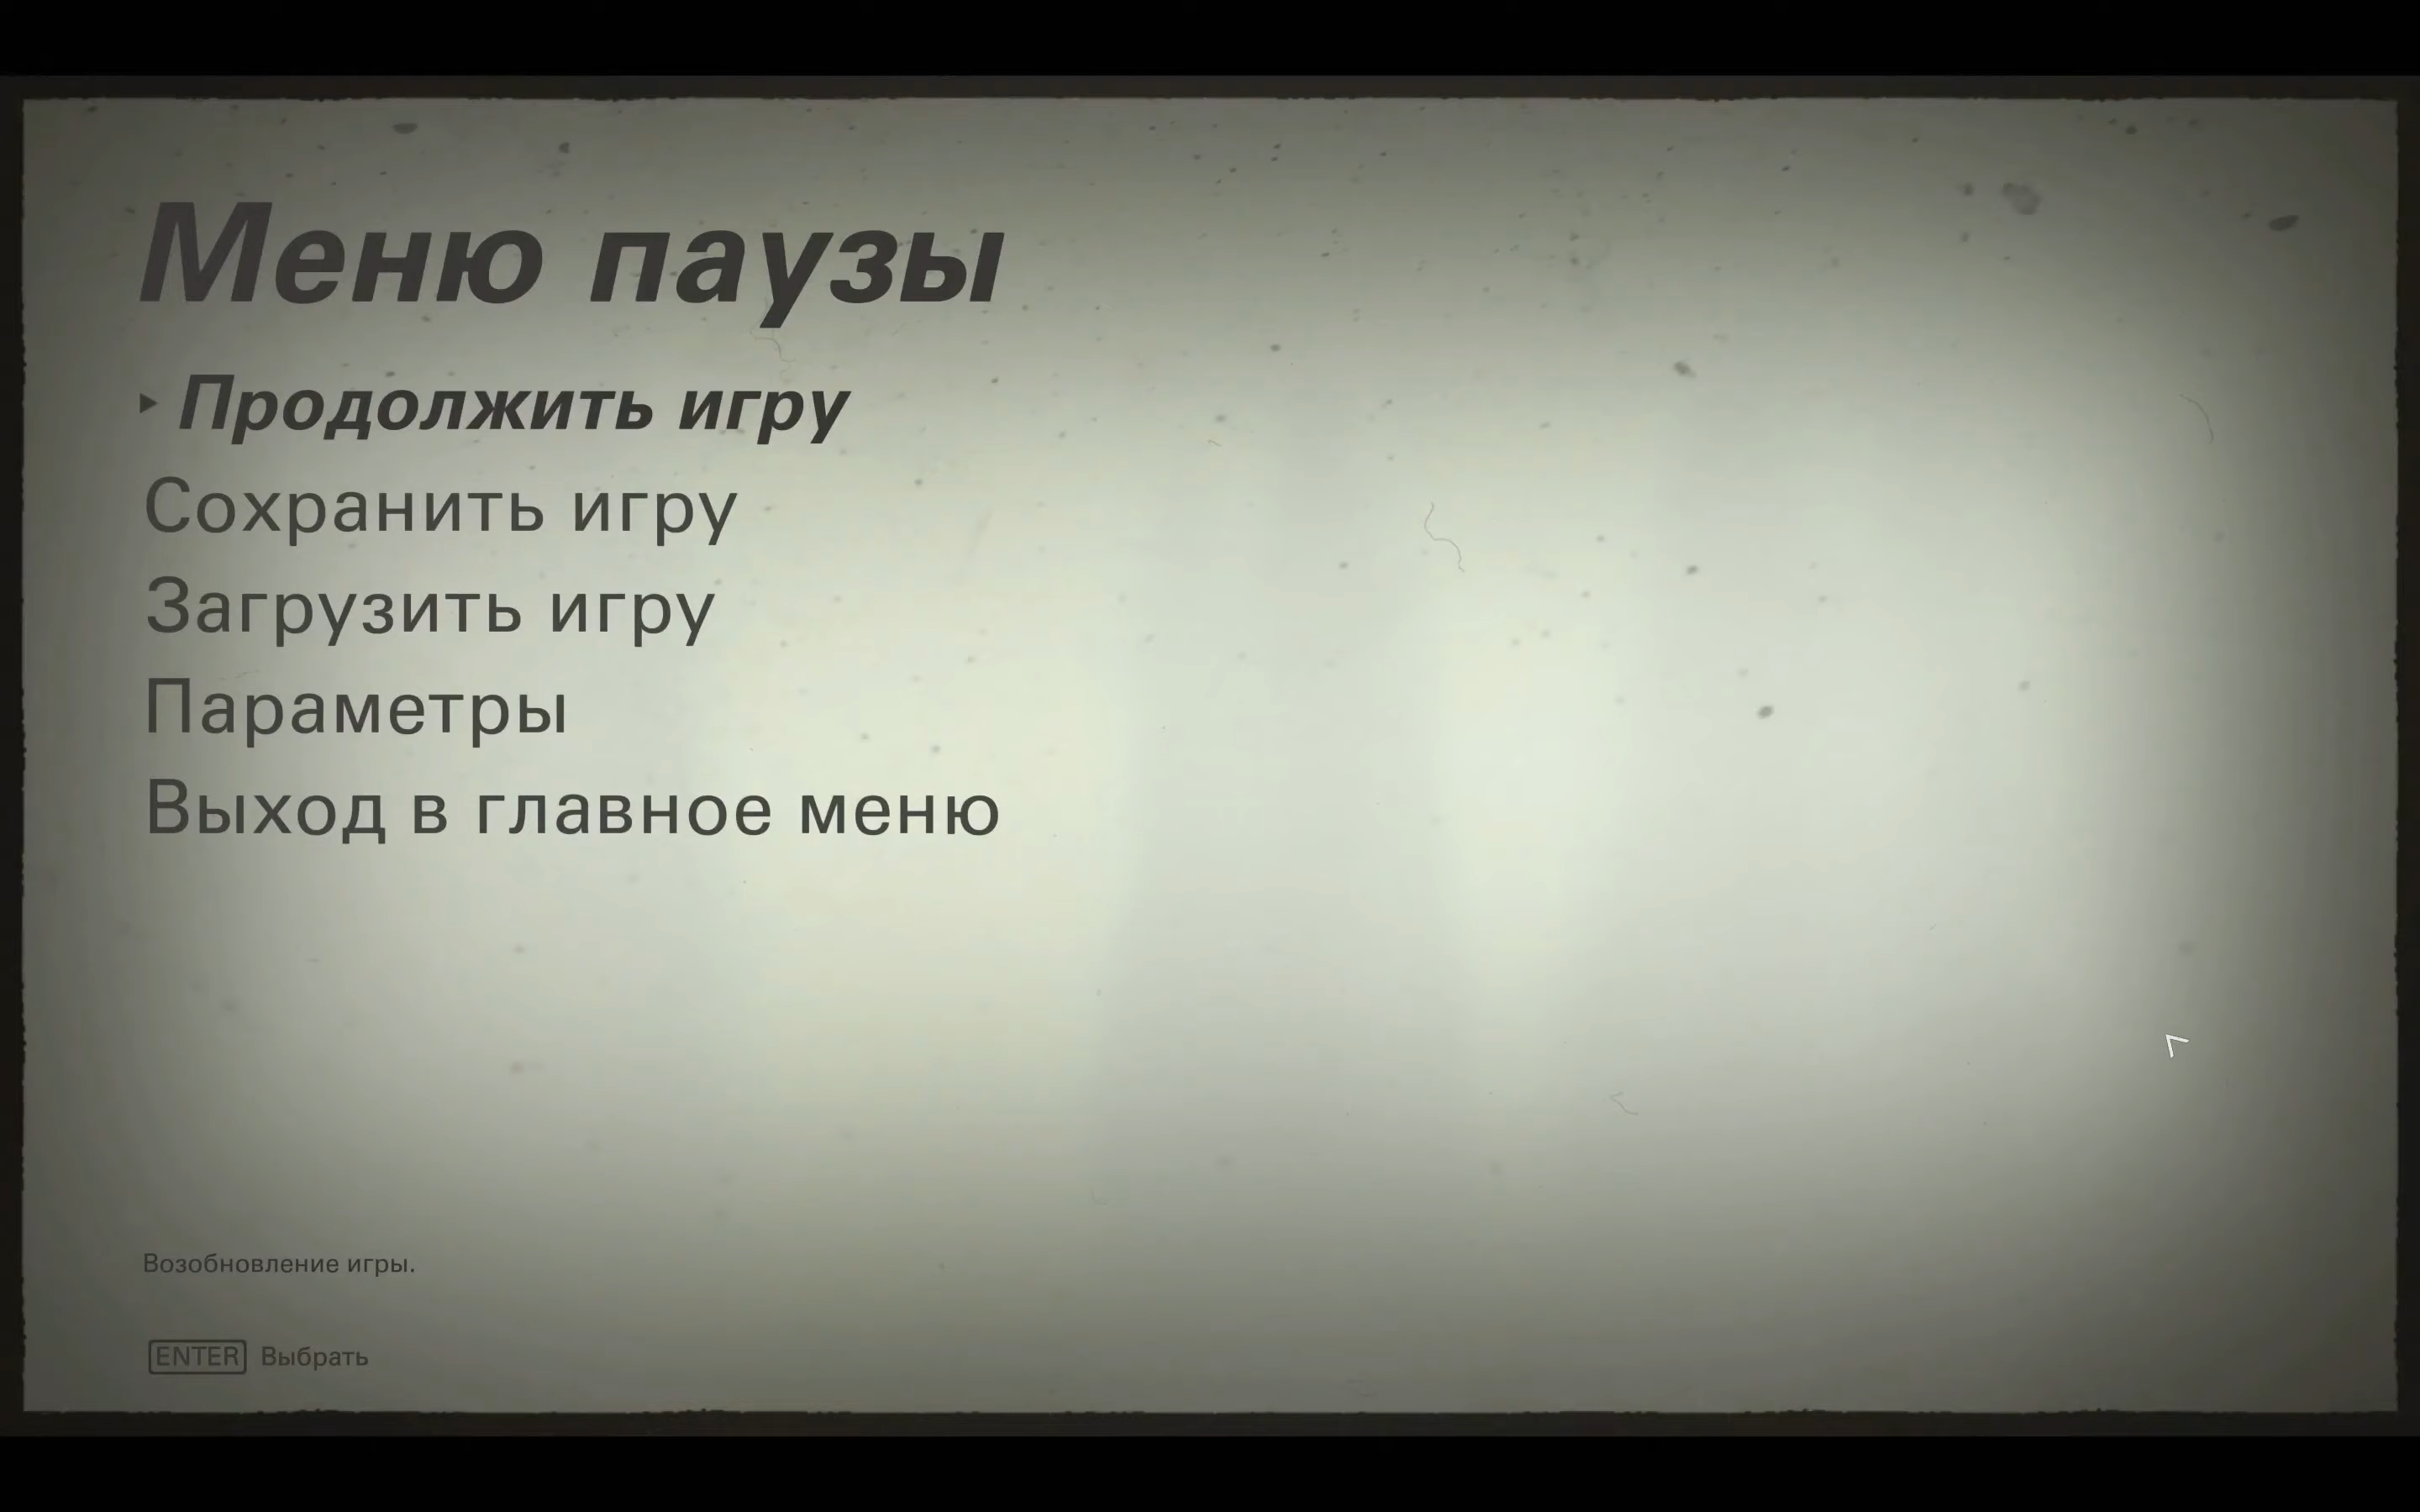 Меню паузы
Продолжить игру
Сохранить игру
Загрузить игру
Параметры
Выход в главное меню
Возобновление игры.
ENTER Выбрать